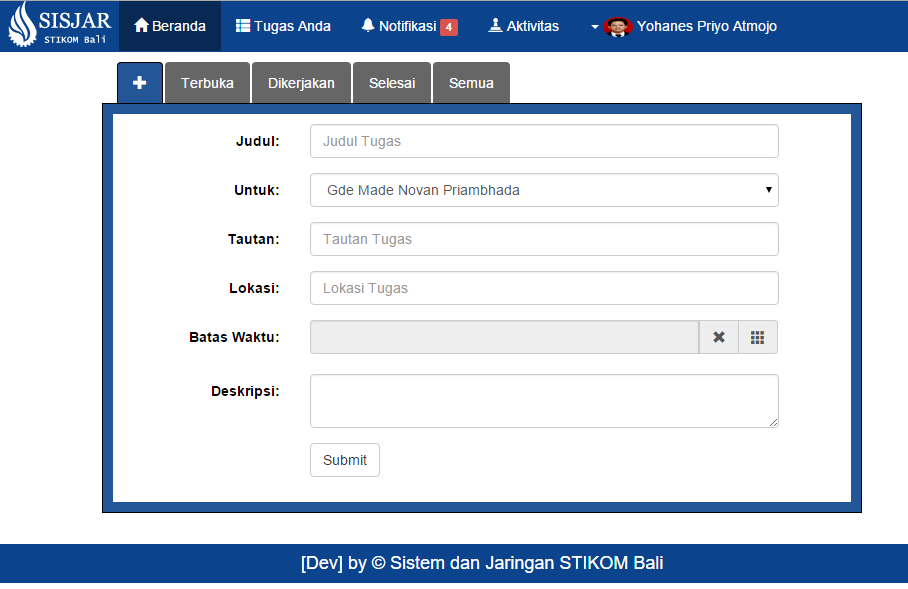 SISJAR
STIKOM Bali
Beranda
Tugas Anda
Notifikasi 4
Aktivitas
Yohanes Priyo Atmojo
Terbuka
Dikerjakan
Selesai
Semua
Judul: Judul Tugas
Untuk: Gde Made Novan Priambhada
Tautan: Tautan Tugas
Lokasi: Lokasi Tugas
Batas Waktu:
Deskripsi:
Submit
[Dev] by © Sistem dan Jaringan STIKOM Bali